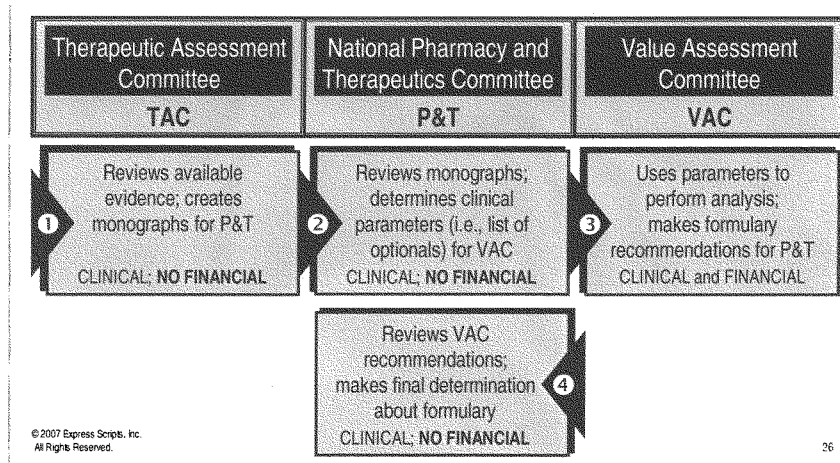 Therapeutic Assessment
Committee
TAC
National Pharmacy and
Therapeutics Committee
P&T
Value Assessment
Committee
VAC
1
Reviews available
evidence; creates
monographs for P&T
CLINICAL; NO FINANCIAL
2
Reviews monographs;
determines clinical
parameters (i.e., list of
optionals) for VAC
CLINICAL; NO FINANCIAL
3
Uses parameters to
perform analysis;
makes formulary
recommendations for P&T
CLINICAL and FINANCIAL
Reviews VAC
recommendations;
makes final determination
about formulary
CLINICAL; NO FINANCIAL
4
© 2007 Express Scripts, Inc.
All Rights Reserved.
26